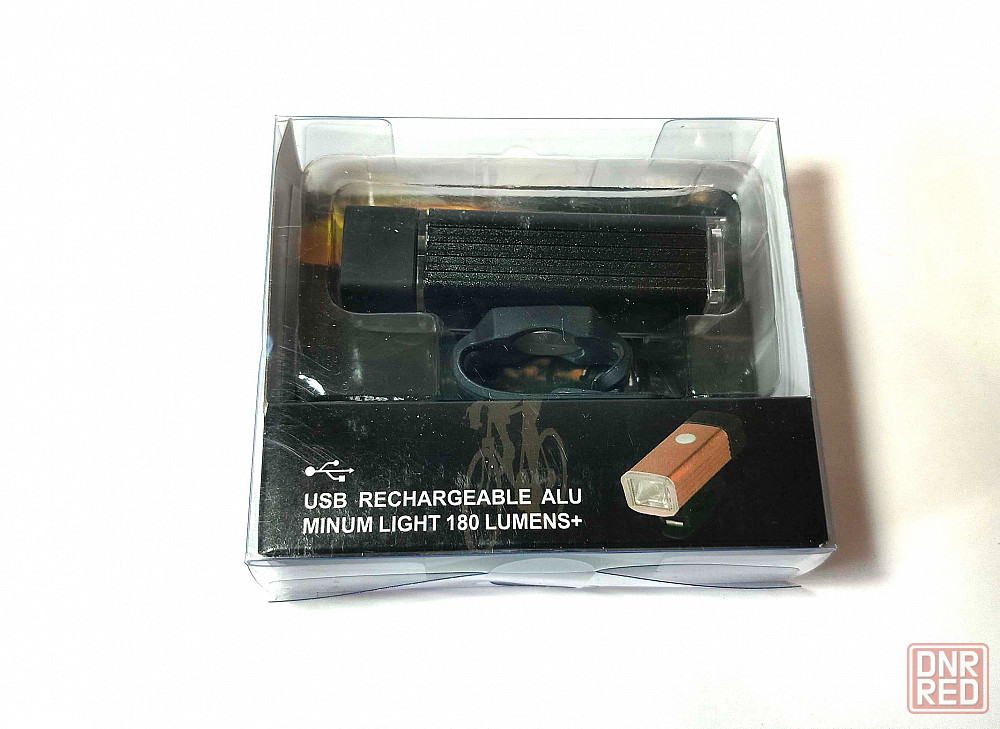 USB RECHARGEABLE ALU
MINUM LIGHT 180 LUMENS+
DNR
RED